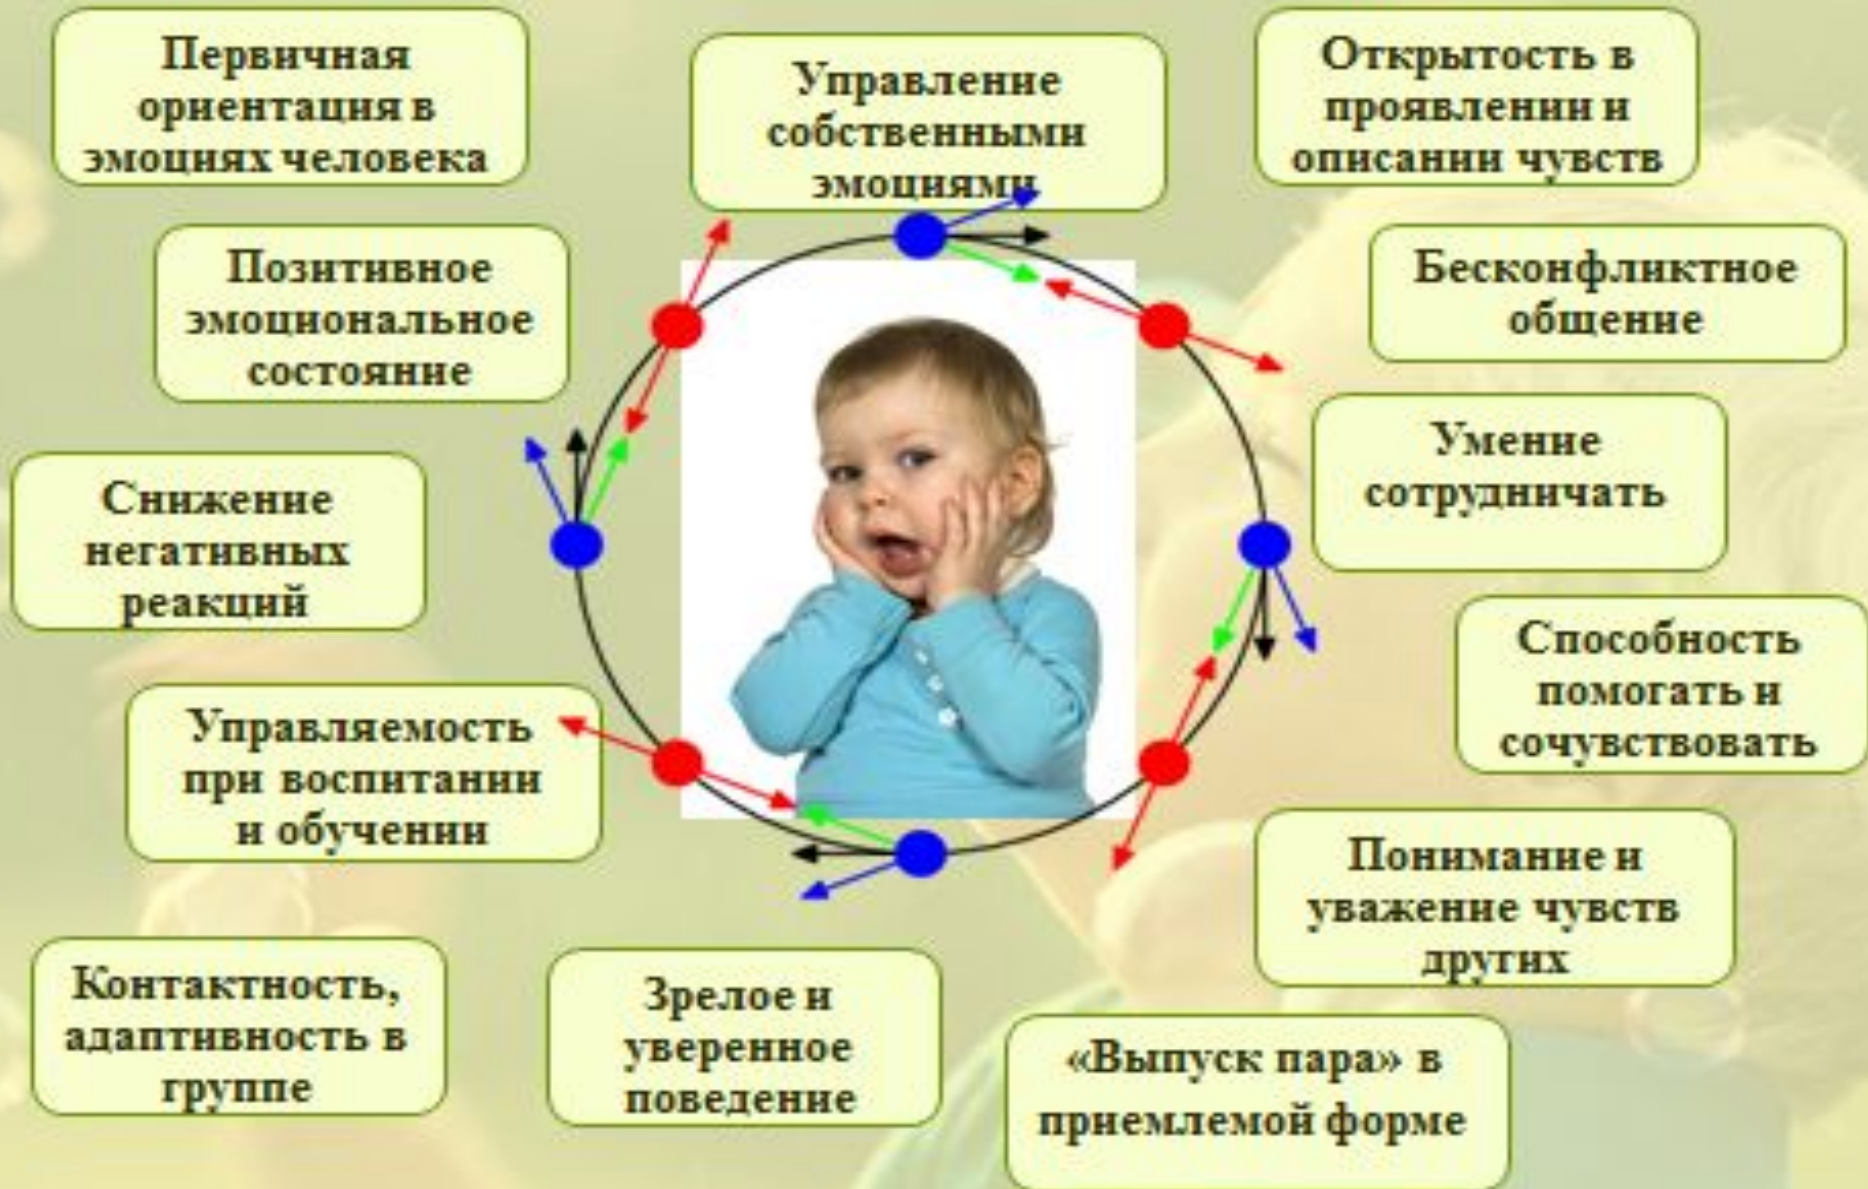 Первичная
ориентация в
эмоциях человека
Управление
собственными
эмоциями
Открытость в
проявлении и
описании чувств
Позитивное
эмоциональное
состояние
Бесконфликтное
общение
Снижение
негативных
реакций
Умение
сотрудничать
Управляемость
при воспитании
и обучении
Способность
помогать и
сочувствовать
Понимание и
уважение чувств
других
Контактность,
адаптивность в
группе
Зрелое и
уверенное
поведение
«Выпуск пара» в
приемлемой форме